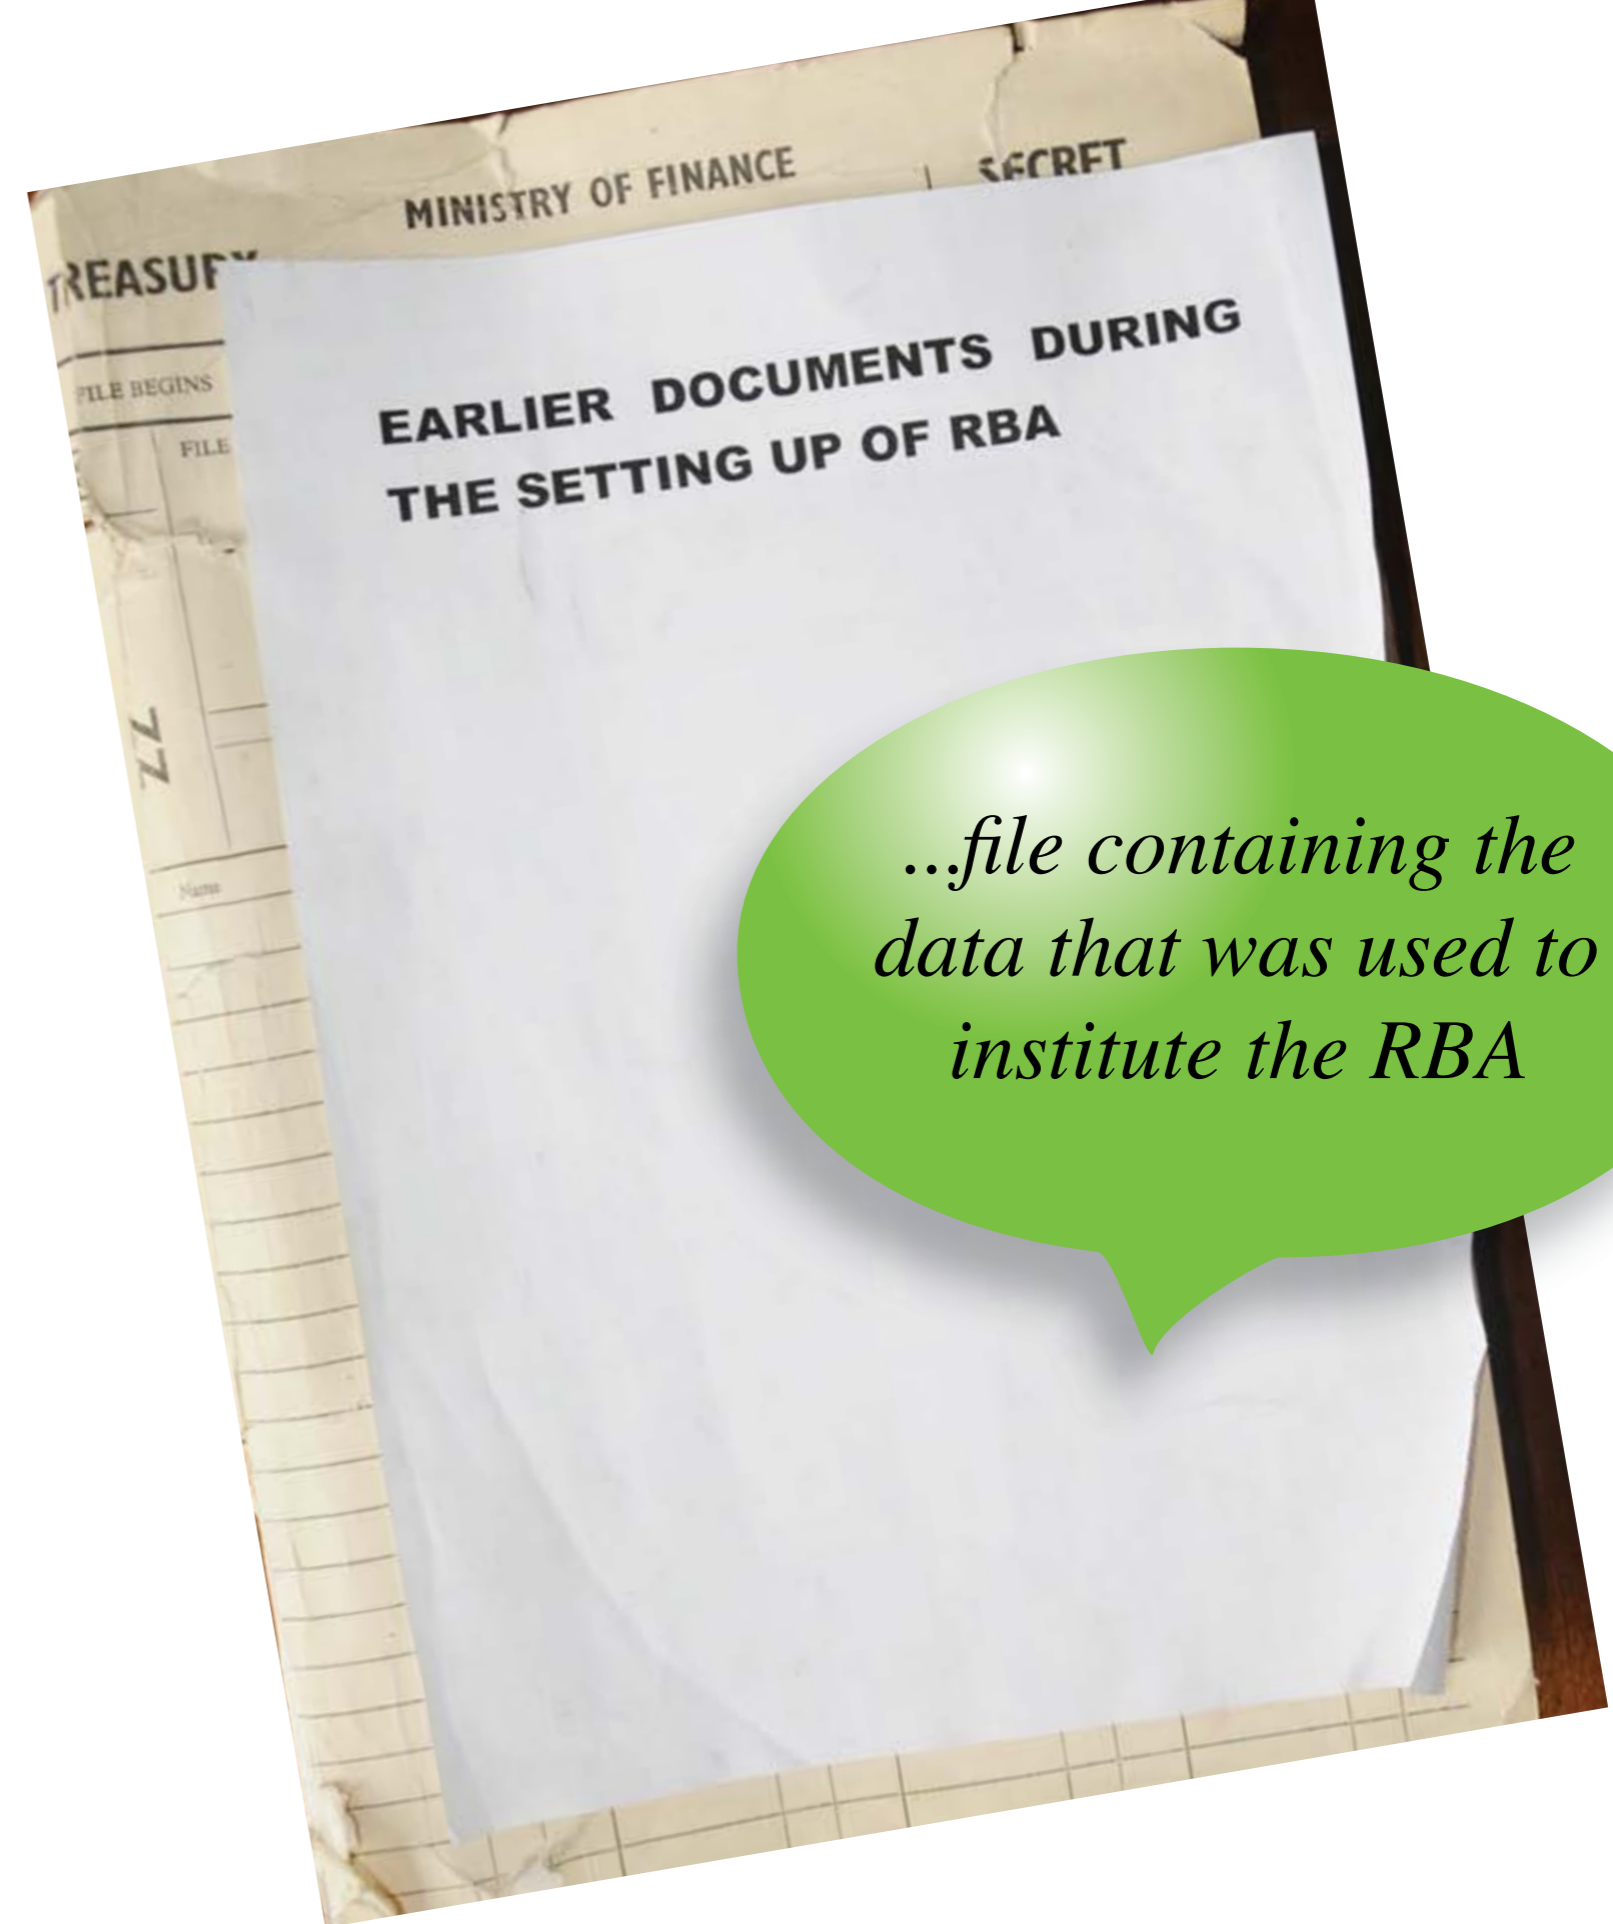 MINISTRY OF FINANCE
SECRET
TREASURY
FILE BEGINS
FILE
EARLIER DOCUMENTS DURING
THE SETTING UP OF RBA
77
Name
...file containing the
data that was used to
institute the RBA